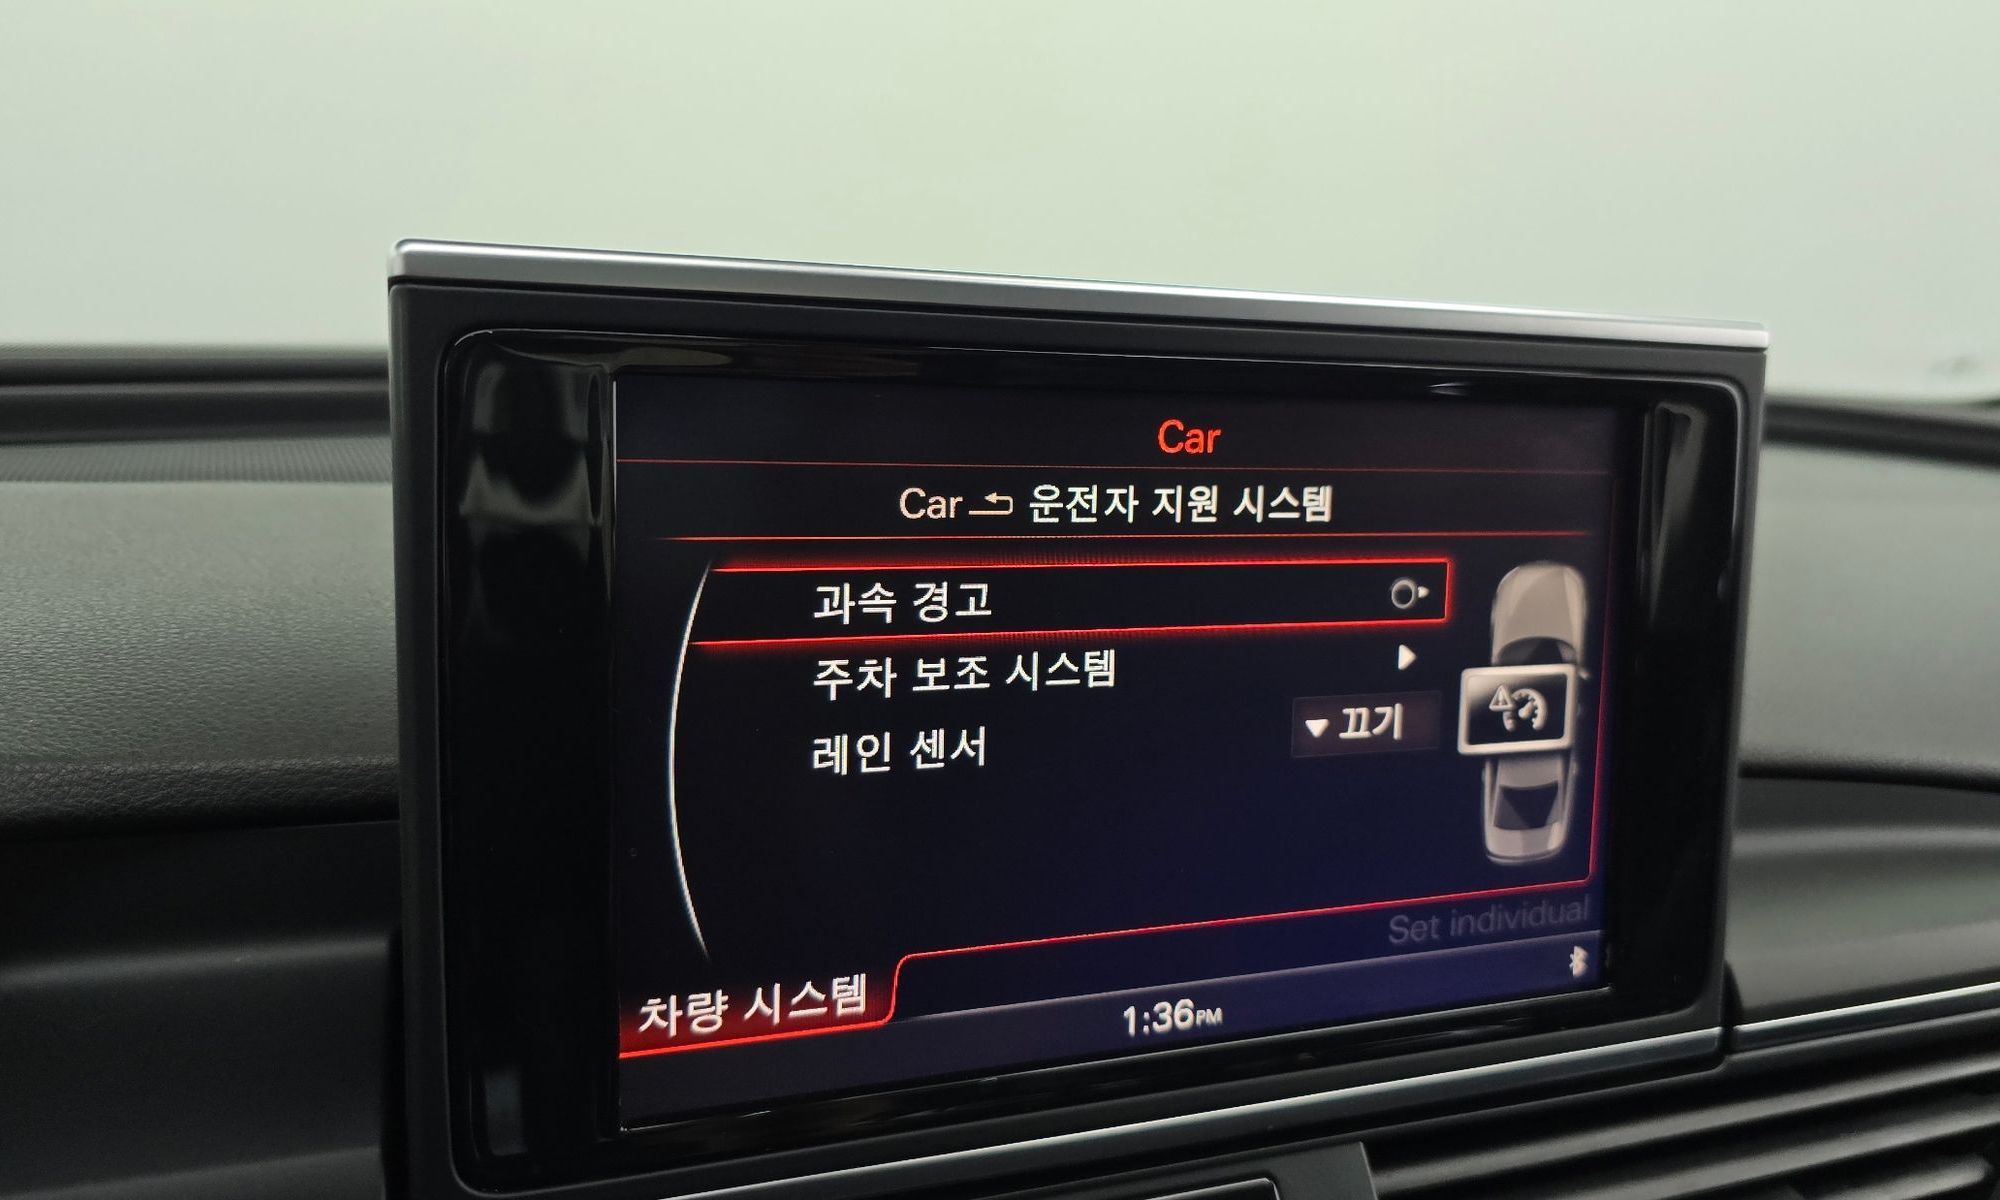 Car
Car 운전자 지원 시스템
과속 경고
주차 보조 시스템
레인 센서 끄기
Set individual
차량 시스템
1:36PM